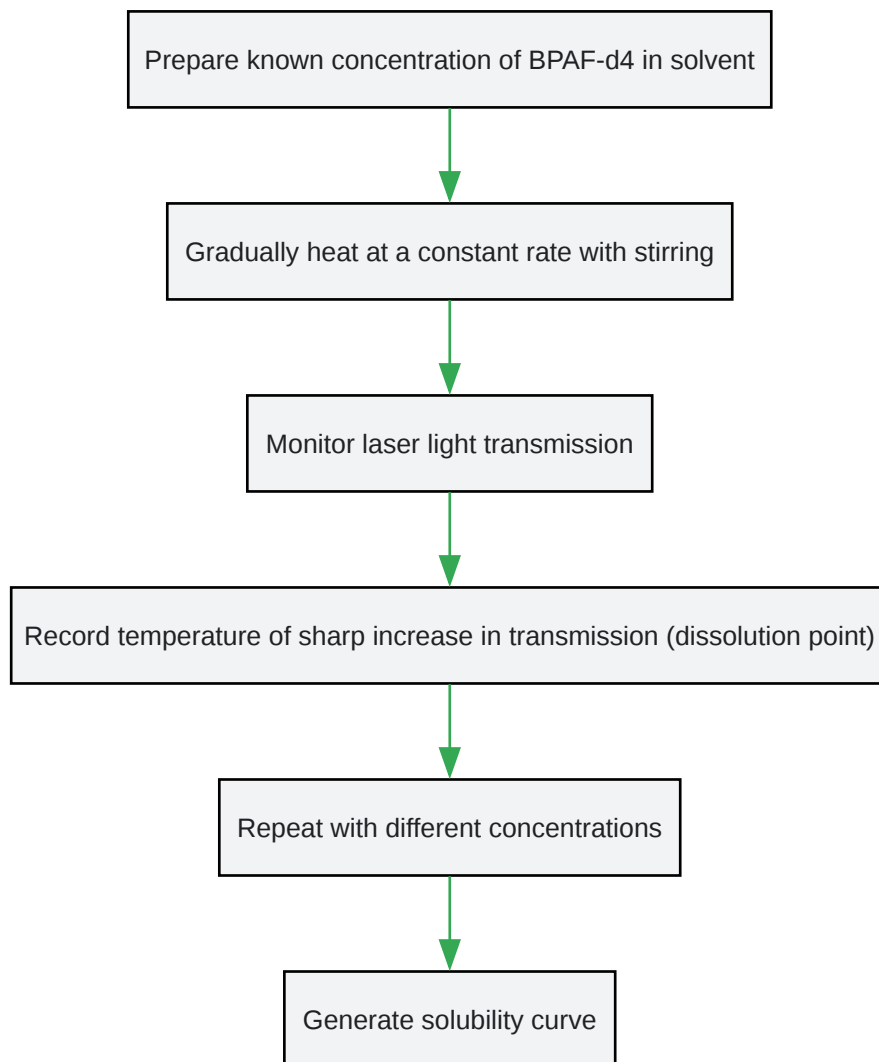 Prepare known concentration of BPAF-d4 in solvent
Gradually heat at a constant rate with stirring
Monitor laser light transmission
Record temperature of sharp increase in transmission (dissolution point)
Repeat with different concentrations
Generate solubility curve